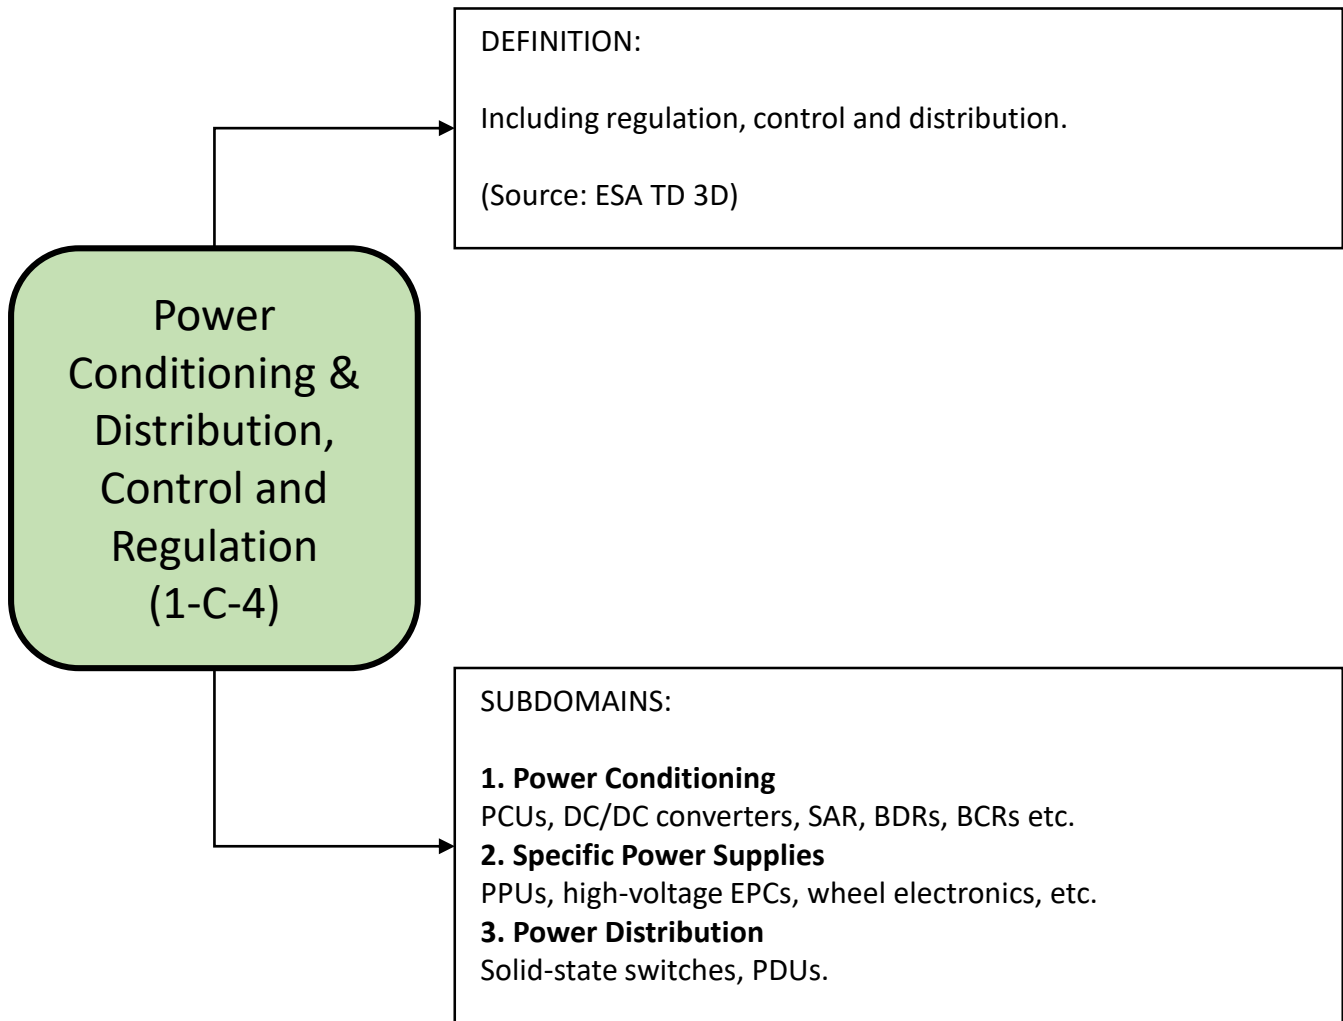 DEFINITION:
Including regulation, control and distribution.
(Source: ESA TD 3D)
Power
Conditioning &
Distribution,
Control and
Regulation
(1-C-4)
SUBDOMAINS:
1. Power Conditioning
PCUs, DC/DC converters, SAR, BDRs, BCRs etc.
2. Specific Power Supplies
PPUs, high-voltage EPCs, wheel electronics, etc.
3. Power Distribution
Solid-state switches, PDUs.